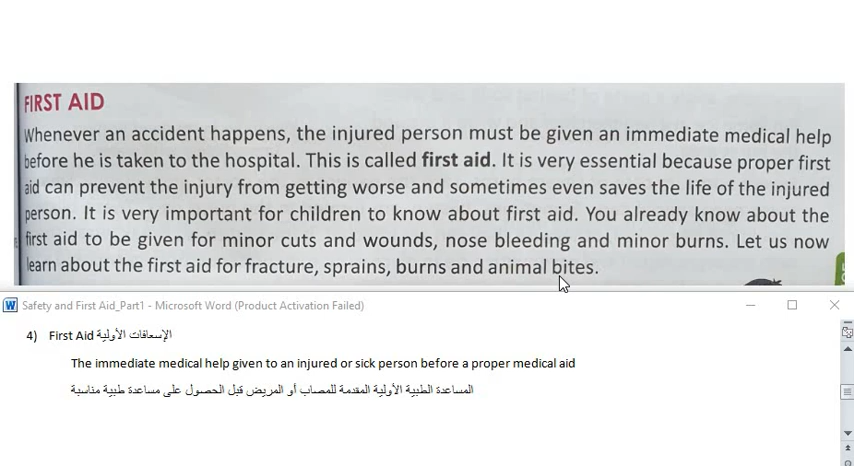 FIRST AID
Whenever an accident happens, the injured person must be given an immediate medical help
before he is taken to the hospital. This is called first aid. It is very essential because proper first
aid can prevent the injury from getting worse and sometimes even saves the life of the injured
person. It is very important for children to know about first aid. You already know about the
first aid to be given for minor cuts and wounds, nose bleeding and minor burns. Let us now
learn about the first aid for fracture, sprains, burns and animal bites.
Safety and First Aid_Part1 - Microsoft Word (Product Activation Failed)
4) First Aid الإسعافات الأولية
The immediate medical help given to an injured or sick person before a proper medical aid
المساعدة الطبية الأولية المقدمة للمصاب أو المريض قبل الحصول على مساعدة طبية مناسبة